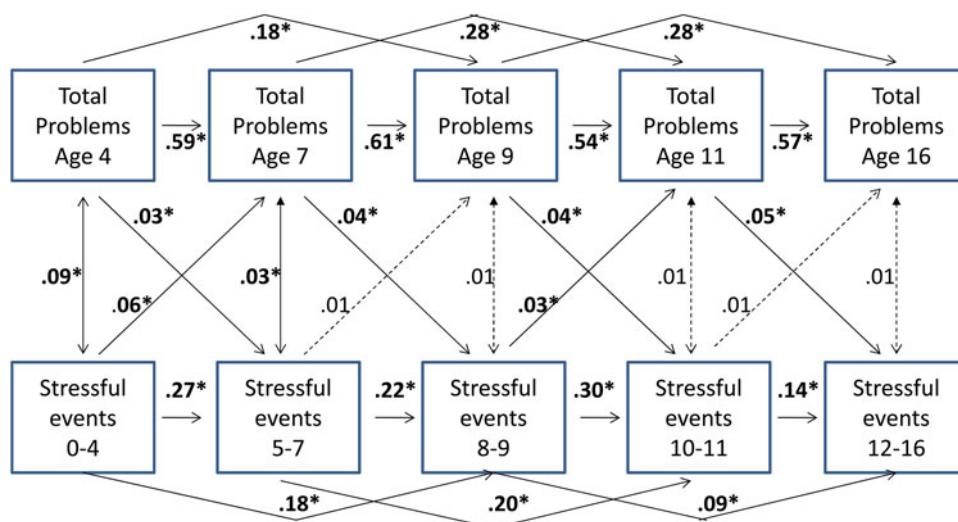 .18*
.28*
.28*
Total
Problems
Age 4
Total
Problems
Age 7
Total
Problems
Age 9
Total
Problems
Age 11
Total
Problems
Age 16
.59*
.61*
.54*
.57*
.03*
.04*
.04*
.05*
.09*
.03*
.01
.01
.01
.06*
.01
.03*
.01
Stressful
events
0-4
Stressful
events
5-7
Stressful
events
8-9
Stressful
events
10-11
Stressful
events
12-16
.27*
.22*
.30*
.14*
.18*
.20*
.09*